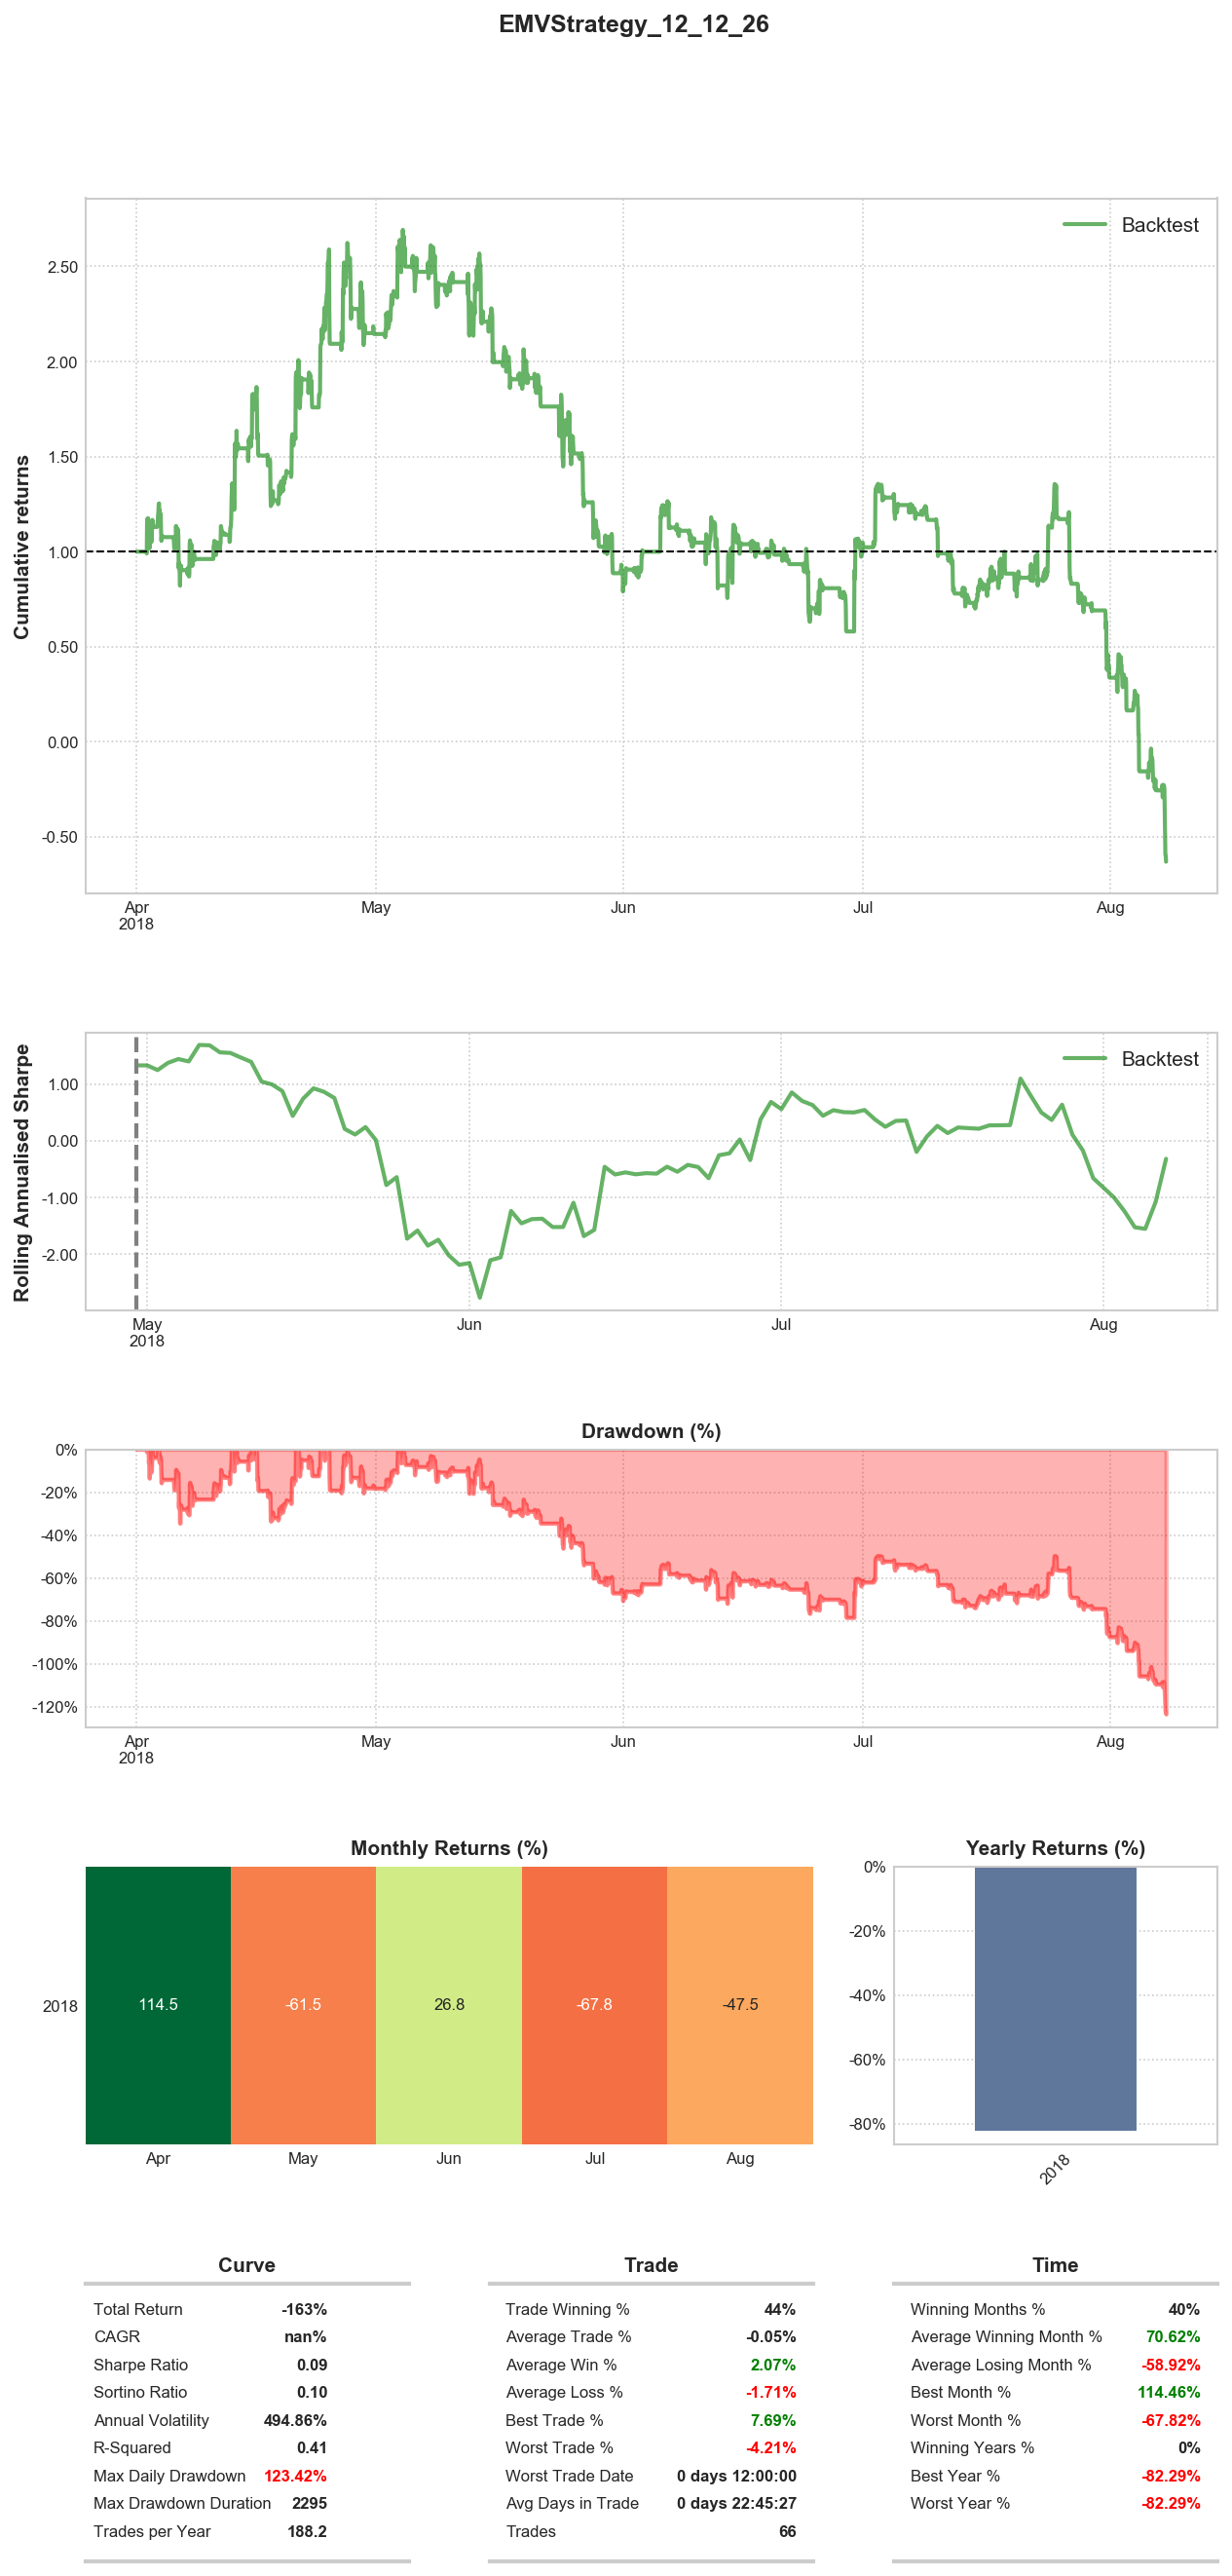 EMVStrategy_12_12_26
Backtest
Cumulative returns
2.50
2.00
1.50
1.00
0.50
0.00
-0.50
Apr May Jun Jul Aug
2018
Backtest
Rolling Annualised Sharpe
1.00
0.00
-1.00
-2.00
May Jun Jul Aug
2018
Drawdown (%)
0%
-20%
-40%
-60%
-80%
-100%
-120%
Apr May Jun Jul Aug
2018
Monthly Returns (%)
2018 114.5 -61.5 26.8 -67.8 -47.5
Apr May Jun Jul Aug
Yearly Returns (%)
0%
-20%
-40%
-60%
-80%
2018
Curve
Total Return -163%
CAGR nan%
Sharpe Ratio 0.09
Sortino Ratio 0.10
Annual Volatility 494.86%
R-Squared 0.41
Max Daily Drawdown 123.42%
Max Drawdown Duration 2295
Trades per Year 188.2
Trade
Trade Winning % 44%
Average Trade % -0.05%
Average Win % 2.07%
Average Loss % -1.71%
Best Trade % 7.69%
Worst Trade % -4.21%
Worst Trade Date 0 days 12:00:00
Avg Days in Trade 0 days 22:45:27
Trades 66
Time
Winning Months % 40%
Average Winning Month % 70.62%
Average Losing Month % -58.92%
Best Month % 114.46%
Worst Month % -67.82%
Winning Years % 0%
Best Year % -82.29%
Worst Year % -82.29%